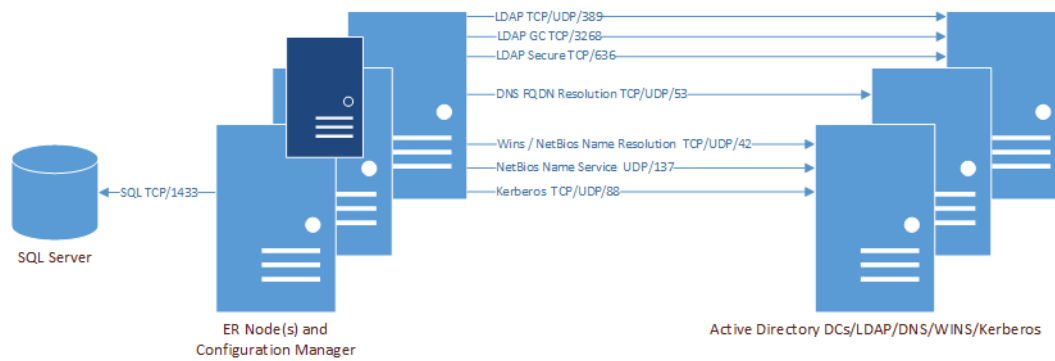 LDAP TCP/UDP/389
LDAP GC TCP/3268
LDAP Secure TCP/636
DNS FQDN Resolution TCP/UDP/53
Wins / NetBios Name Resolution TCP/UDP/42
NetBios Name Service UDP/137
SQL TCP/1433
Kerberos TCP/UDP/88
SQL Server
ER Node(s) and
Configuration Manager
Active Directory DCs/LDAP/DNS/WINS/Kerberos